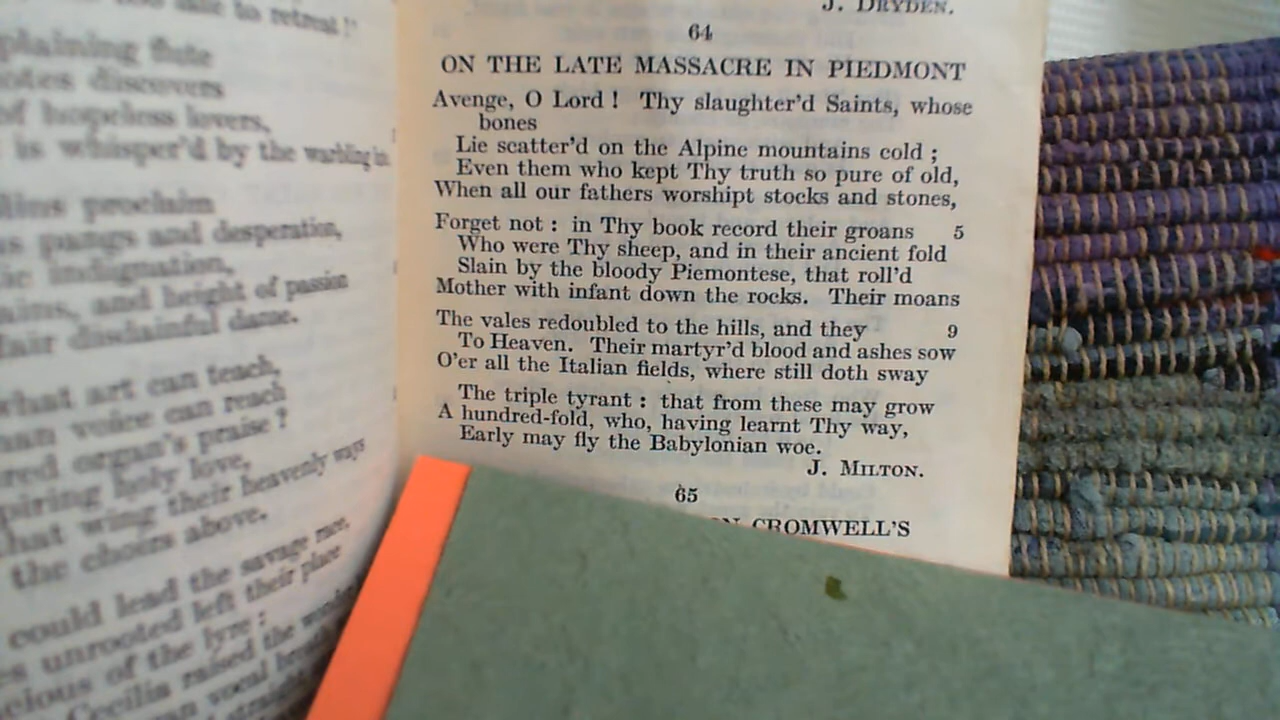 to retreat!'
plaining flute
notes discovers
of hopeless lovers,
is whisper'd by the warbling
proclaim
pangs and desperation,
indignation,
and height of passion
fair disdainful dame.
what art can teach,
voice can reach
organ's praise?
holy love,
that wing their heavenly ways
the choirs above.
could lead the savage race,
unrooted left their place
of the lyre:
Cecilia raised the
vocal
straight
J. DRYDEN.
64
ON THE LATE MASSACRE IN PIEDMONT
Avenge, O Lord! Thy slaughter'd Saints, whose
bones
Lie scatter'd on the Alpine mountains cold;
Even them who kept Thy truth so pure of old,
When all our fathers worshipt stocks and stones,
Forget not: in Thy book record their groans 5
Who were Thy sheep, and in their ancient fold
Slain by the bloody Piemontese, that roll'd
Mother with infant down the rocks. Their moans
The vales redoubled to the hills, and they 9
To Heaven. Their martyr'd blood and ashes sow
O'er all the Italian fields, where still doth sway
The triple tyrant: that from these may grow
A hundred-fold, who, having learnt Thy way,
Early may fly the Babylonian woe.
J. MILTON.
65
CROMWELL'S